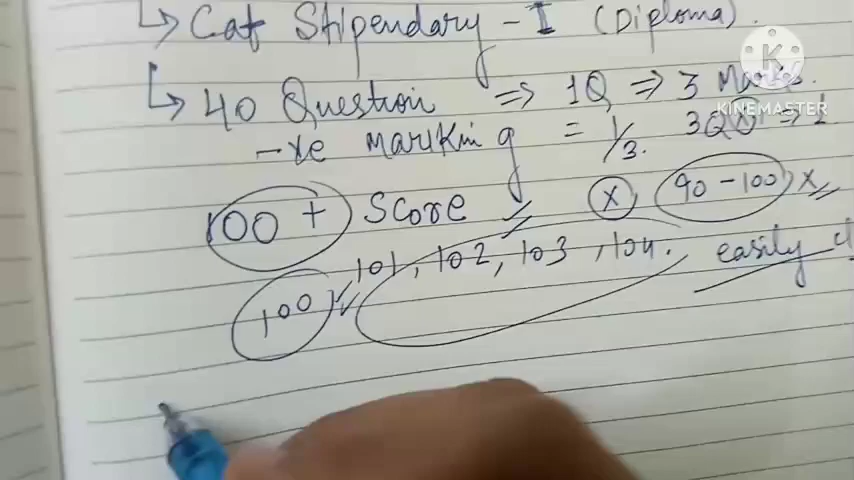 ↳ Cat Stipendary - I (Diploma).
↳ 40 Question ⇒ 1Q ⇒ 3 Marks.
-ve marking = 1/3. 3Q ⇒ 1
100 + Score (x) 90 - 100 x
100 101, 102, 103, 104. easily
KINEMASTER